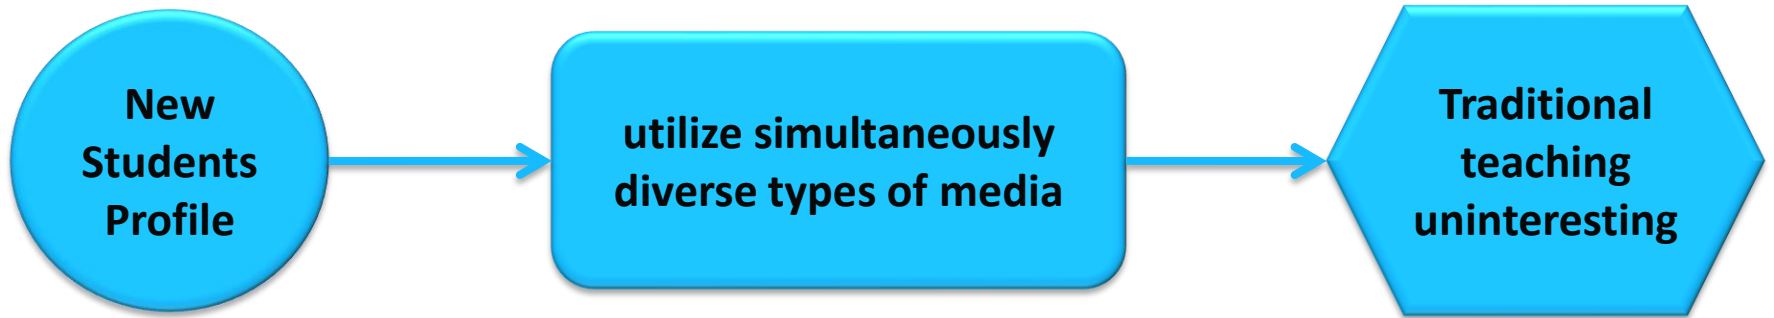 New
Students
Profile
utilize simultaneously
diverse types of media
Traditional
teaching
uninteresting